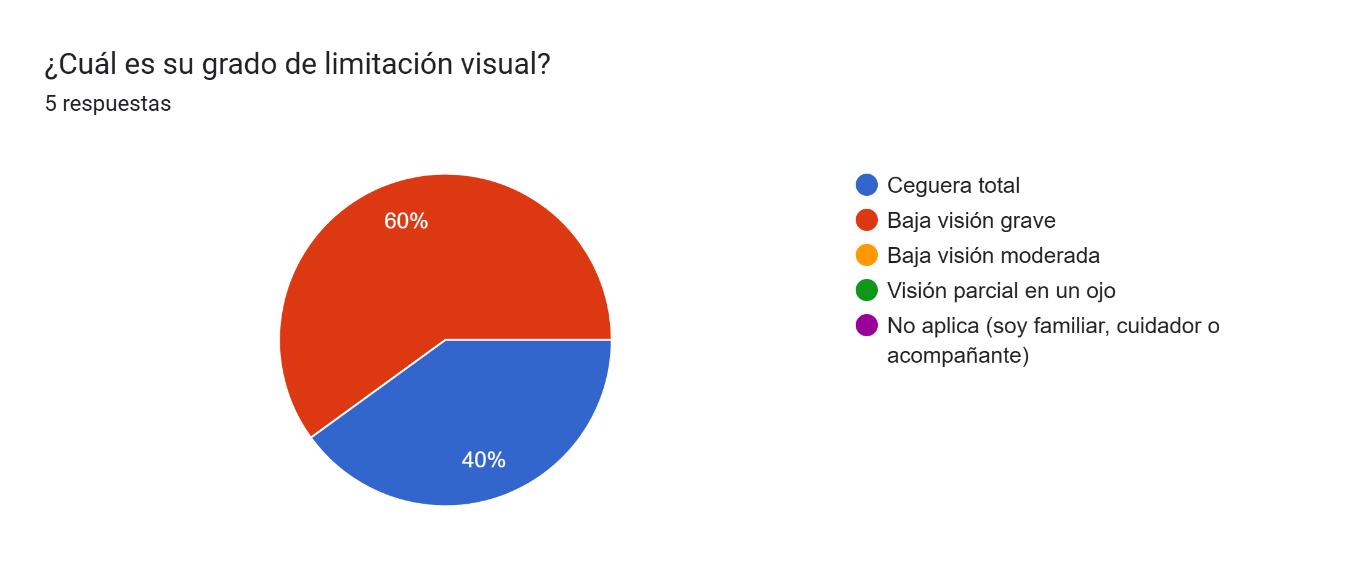 ¿Cuál es su grado de limitación visual?
5 respuestas
60%
40%
Ceguera total
Baja visión grave
Baja visión moderada
Visión parcial en un ojo
No aplica (soy familiar, cuidador o
acompañante)